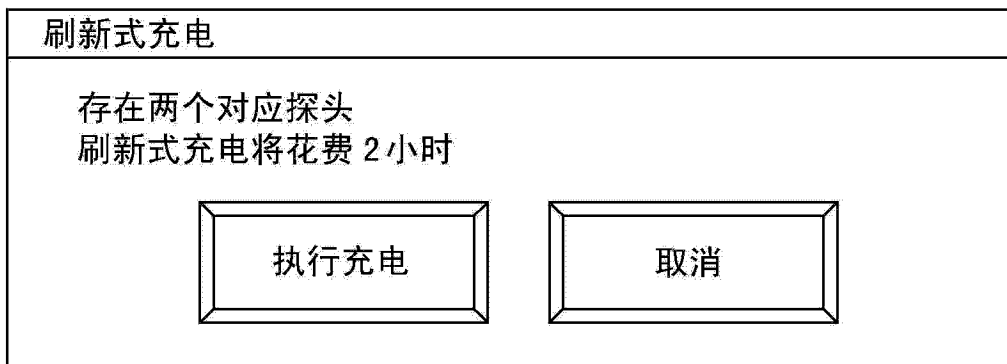 刷新式充电
存在两个对应探头
刷新式充电将花费2小时
执行充电
取消